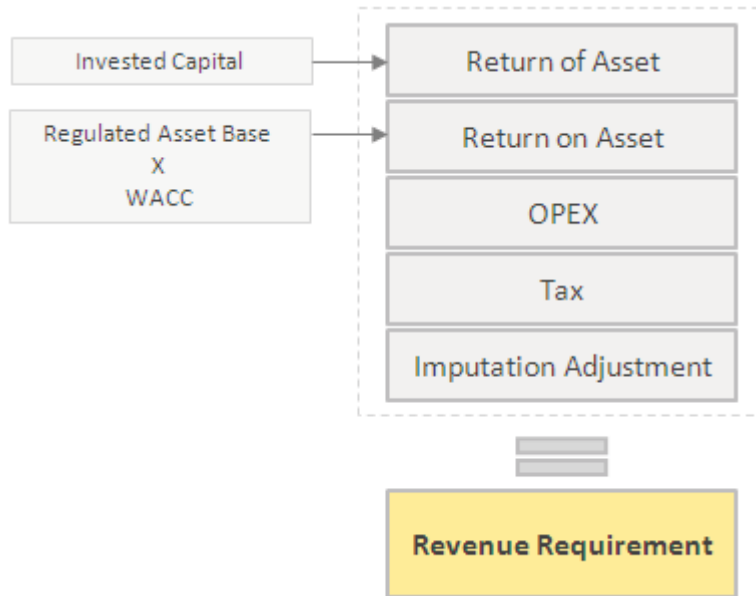 Invested Capital
Return of Asset
Regulated Asset Base
X
WACC
Return on Asset
OPEX
Tax
Imputation Adjustment
Revenue Requirement